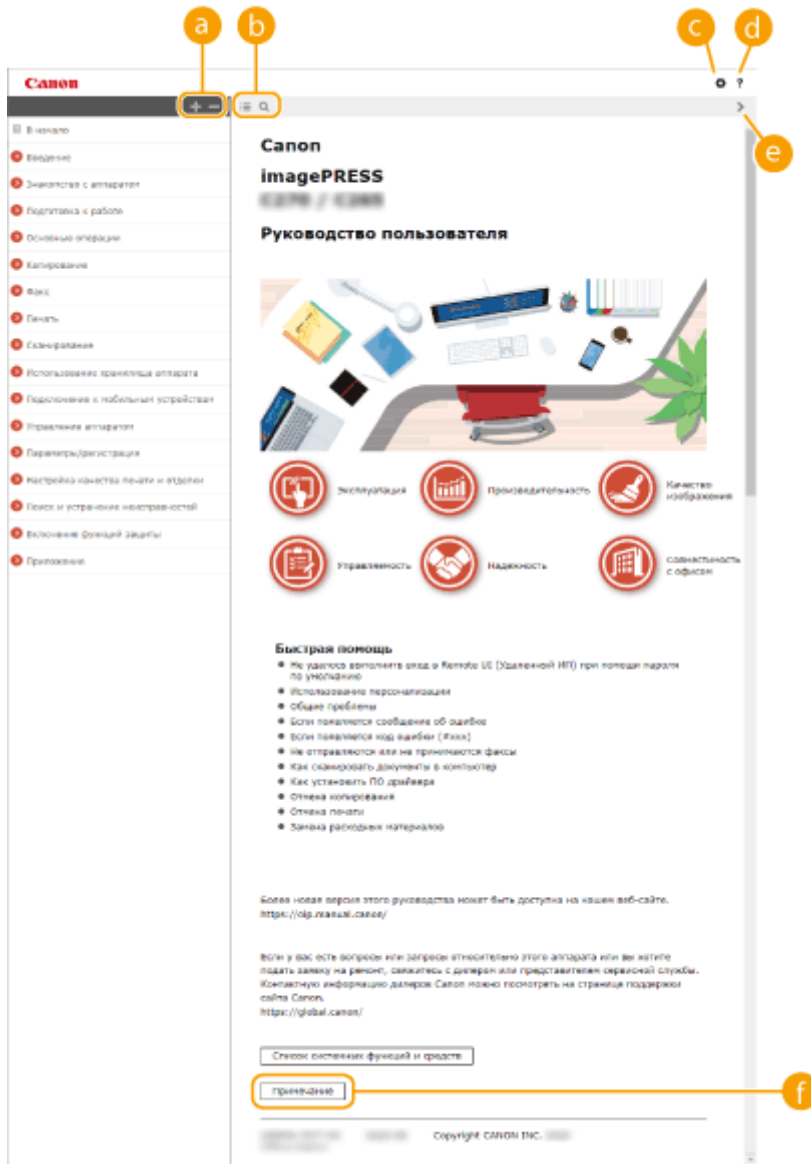 a
b
c
d
Canon
?
+ −
e
В начало
Введение
Знакомство с аппаратом
Подготовка к работе
Основные операции
Копирование
Факс
Печать
Сканирование
Использование хранилища аппарата
Подключение к мобильным устройствам
Управление аппаратом
Параметры/регистрация
Настройка качества печати и отделки
Поиск и устранение неисправностей
Включение функций защиты
Приложение
Canon
imagePRESS
C270 / C265
Руководство пользователя
Эксплуатация
Производительность
Качество
изображения
Управляемость
Надежность
Совместимость
с офисом
Быстрая помощь
Не удалось выполнить вход в Remote UI (Удаленный ИП) при помощи пароля
по умолчанию
Использование персонализации
Общие проблемы
Если появляется сообщение об ошибке
Если появляется код ошибки (#xxx)
Не отправляются или не принимаются факсы
Как сканировать документы в компьютер
Как установить ПО драйвера
Отмена копирования
Отмена печати
Замена расходных материалов
Более новая версия этого руководства может быть доступна на нашем веб-сайте.
https://oip.manual.canon/
Если у вас есть вопросы или запросы относительно этого аппарата или вы хотите
подать заявку на ремонт, свяжитесь с дилером или представителем сервисной службы.
Контактную информацию дилеров Canon можно посмотреть на странице поддержки
сайта Canon.
https://global.canon/
Список системных функций и средств
Примечание
f
Copyright CANON INC.